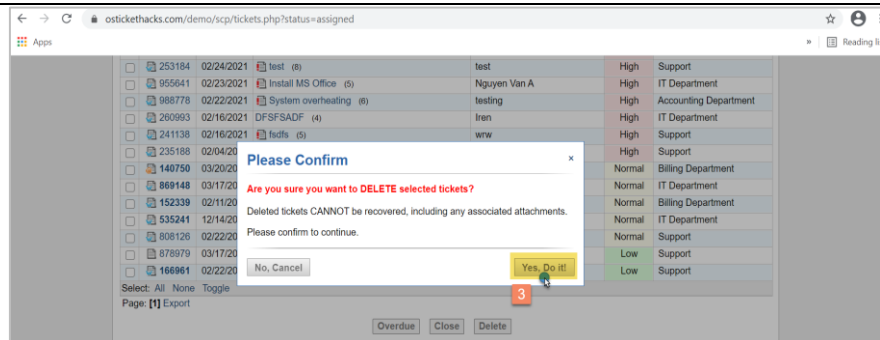 ostickethacks.com/demo/scp/tickets.php?status=assigned
Apps » Reading li
253184 02/24/2021 test (8) test High Support
955641 02/23/2021 Install MS Office (5) Nguyen Van A High IT Department
988778 02/22/2021 System overheating (6) testing High Accounting Department
260993 02/16/2021 DFSFSADF (4) Iren High IT Department
241138 02/16/2021 fsdfs (5) wrw High Support
235188 02/04/20 High Support
140750 03/20/20 Normal Billing Department
869148 03/17/20 Normal IT Department
152339 02/11/20 Normal Billing Department
535241 12/14/20 Normal IT Department
808126 02/22/20 Normal Support
878979 03/17/20 Low Support
166961 02/22/20 Low Support
Please Confirm ×
Are you sure you want to DELETE selected tickets?
Deleted tickets CANNOT be recovered, including any associated attachments.
Please confirm to continue.
No, Cancel Yes, Do it!
3
Select: All None Toggle
Page: [1] Export
Overdue Close Delete